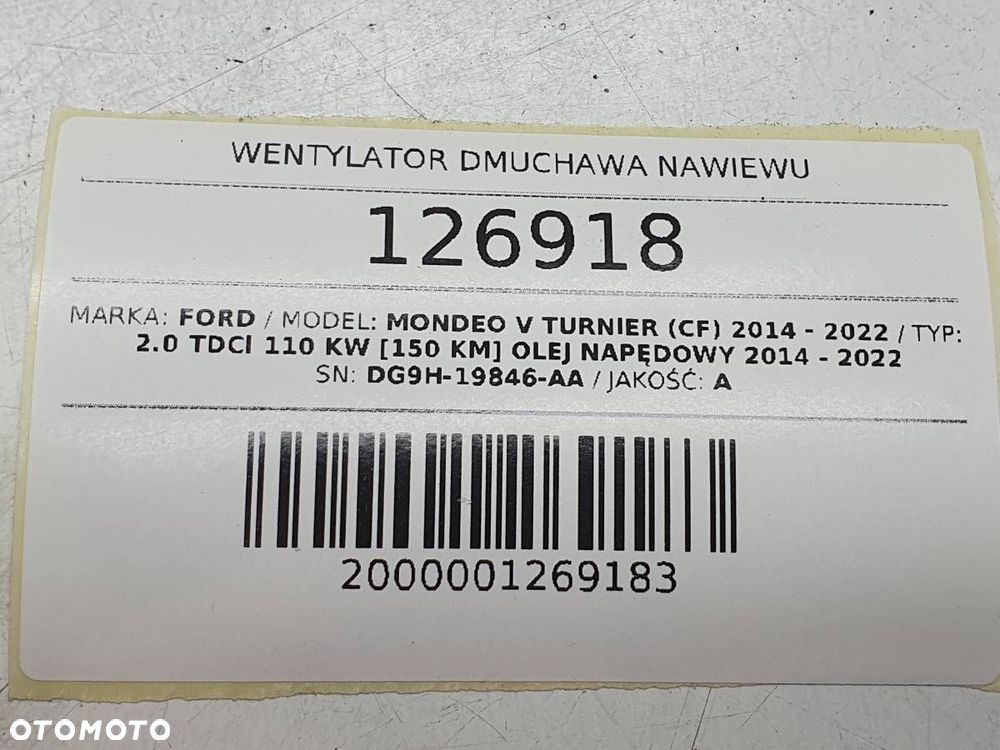 WENTYLATOR DMUCHAWA NAWIEWU
126918
MARKA: FORD / MODEL: MONDEO V TURNIER (CF) 2014 - 2022 / TYP:
2.0 TDCI 110 KW [150 KM] OLEJ NAPĘDOWY 2014 - 2022
SN: DG9H-19846-AA / JAKOŚĆ: A
2000001269183
OTOMOTO